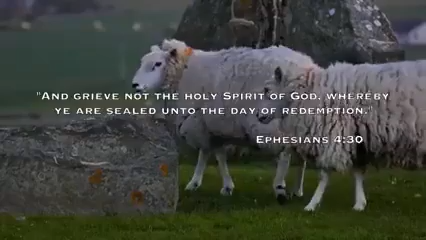 "And grieve not the holy Spirit of God, whereby
ye are sealed unto the day of redemption."
Ephesians 4:30